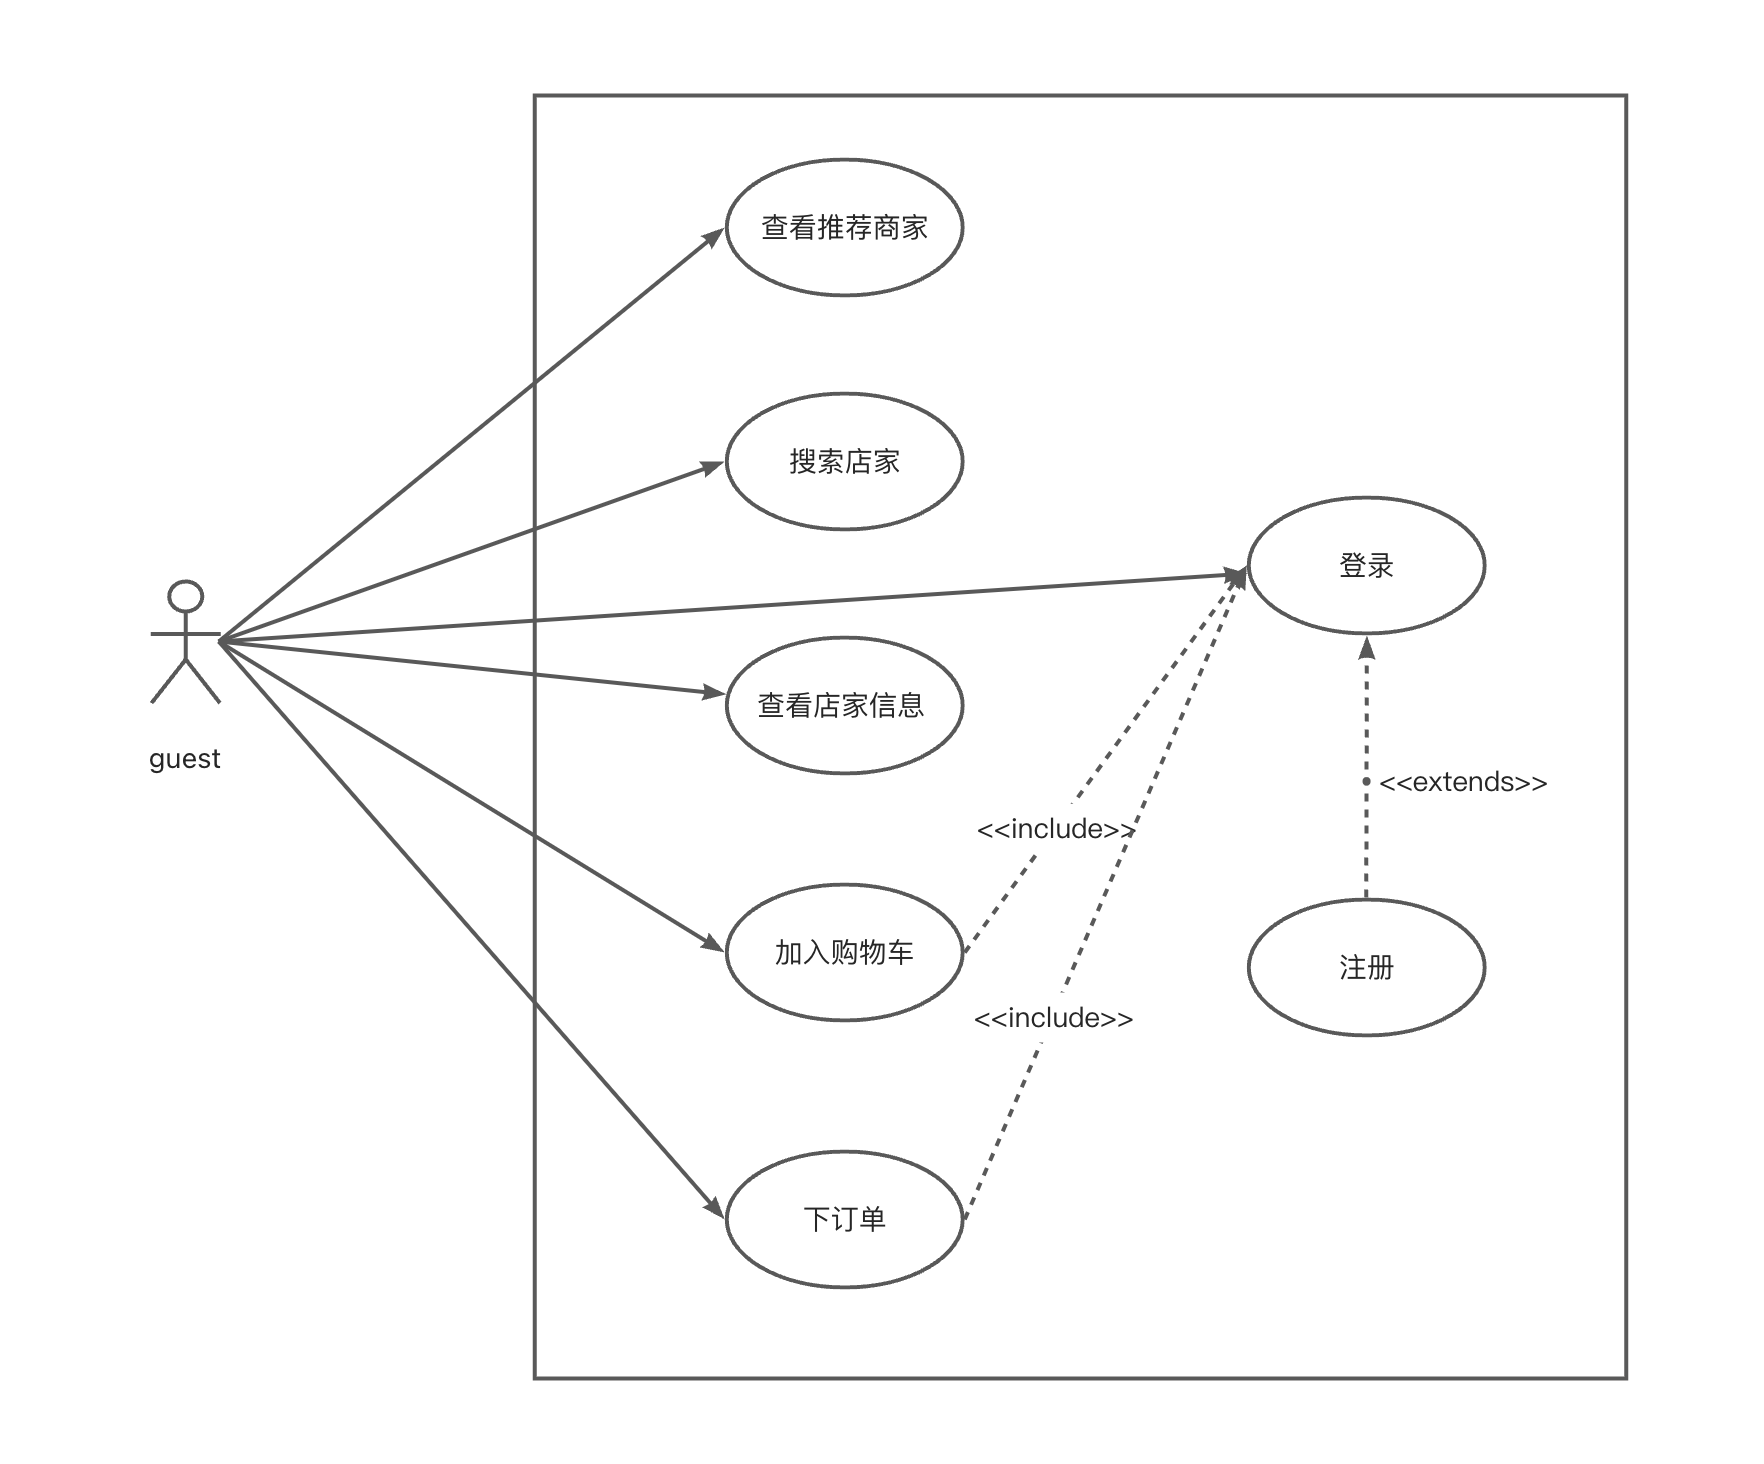 查看推荐商家
搜索店家
登录
查看店家信息
guest
<<extends>>
<<include>>
加入购物车
注册
<<include>>
下订单